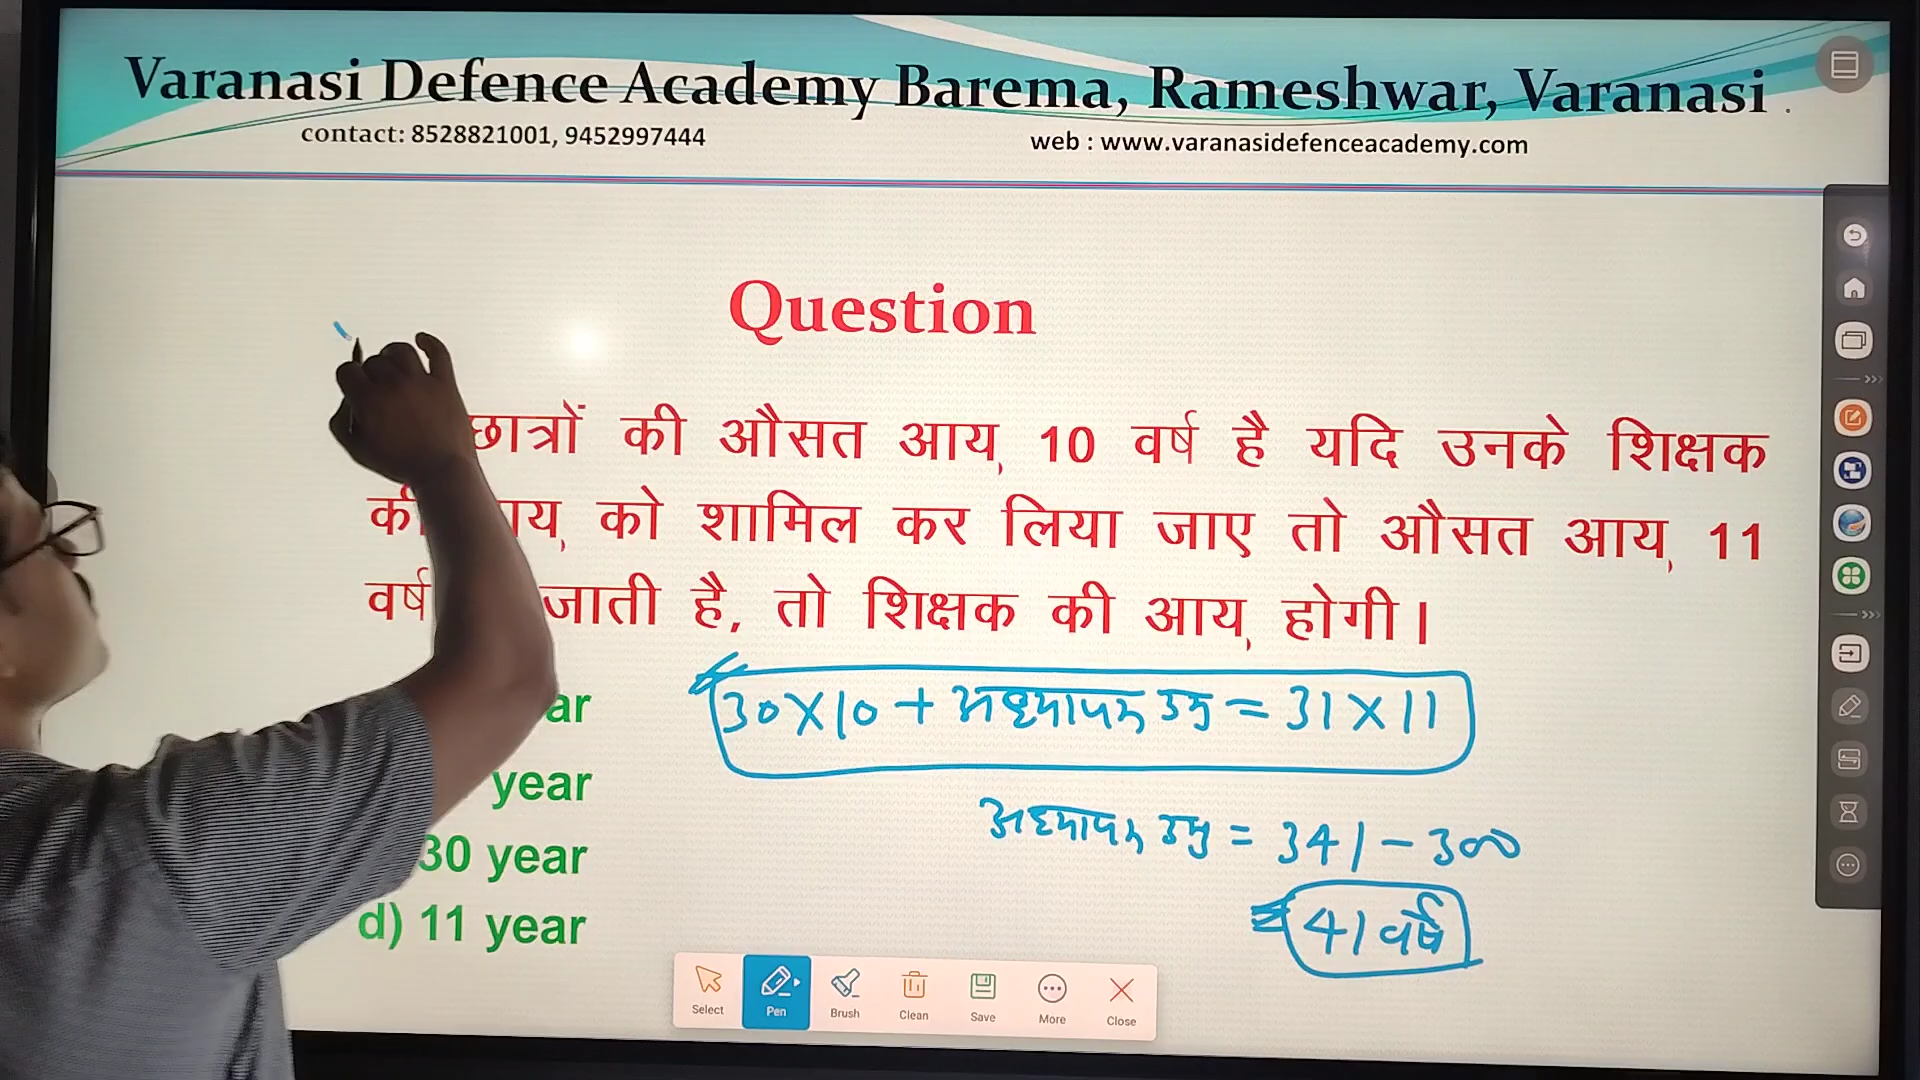 Varanasi Defence Academy Barema, Rameshwar, Varanasi .
contact: 8528821001, 9452997444
web : www.varanasidefenceacademy.com
Question
छात्रों की औसत आयु 10 वर्ष है यदि उनके शिक्षक
को शामिल कर लिया जाए तो औसत आयु 11
वर्ष जाती है, तो शिक्षक की आयु होगी।
30×10 + अध्यापक उम्र = 31×11
year
अध्यापक उम्र = 341 - 300
30 year
= 41 वर्ष
d) 11 year
Select
Pen
Brush
Clean
Save
More
Close